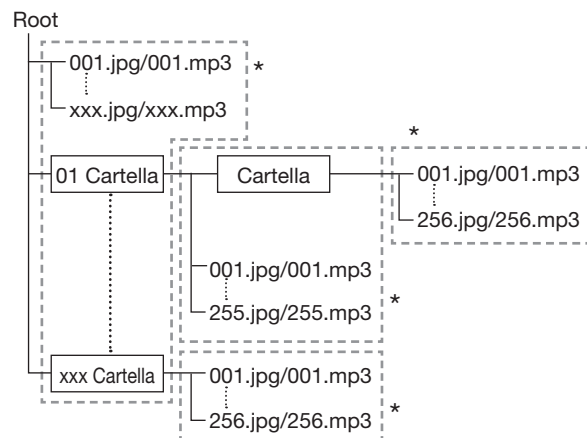 Root
001.jpg/001.mp3 *
xxx.jpg/xxx.mp3
*
01 Cartella Cartella 001.jpg/001.mp3
256.jpg/256.mp3
001.jpg/001.mp3
255.jpg/255.mp3 *
xxx Cartella 001.jpg/001.mp3
256.jpg/256.mp3 *